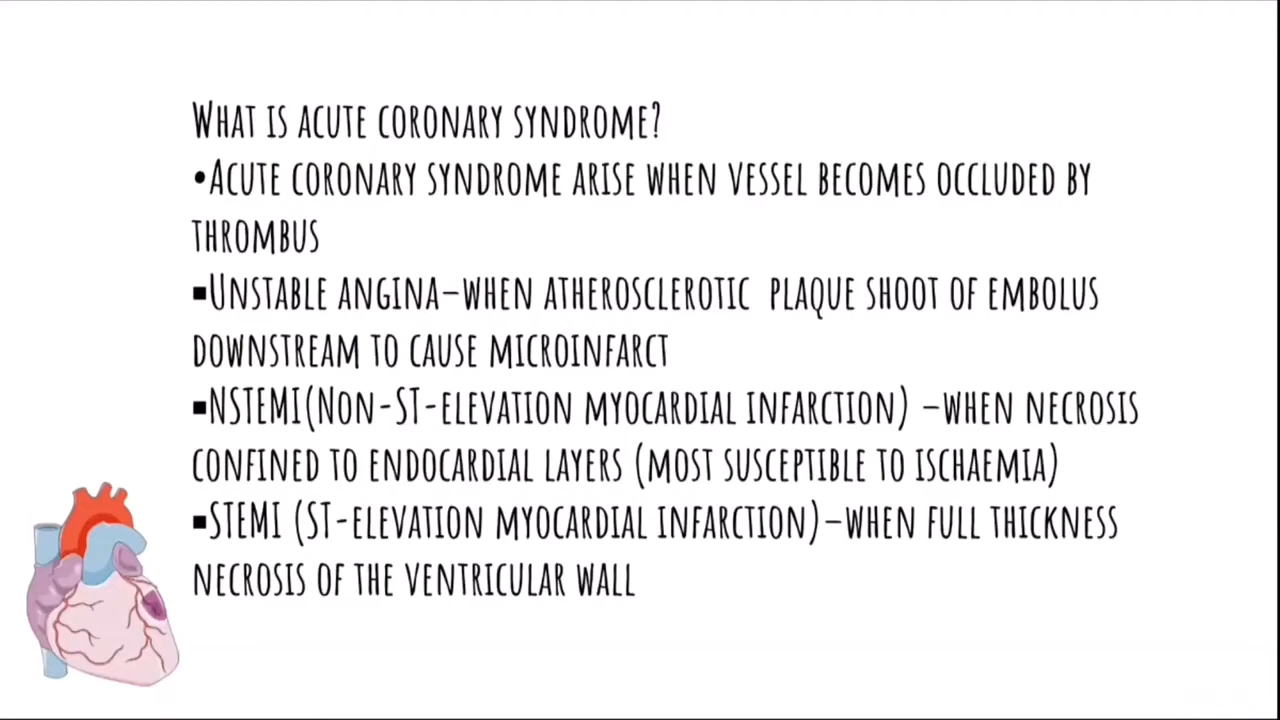 What is acute coronary syndrome?
•Acute coronary syndrome arise when vessel becomes occluded by
thrombus
▪Unstable angina–when atherosclerotic plaque shoot of embolus
downstream to cause microinfarct
▪NSTEMI(Non-ST-elevation myocardial infarction) –when necrosis
confined to endocardial layers (most susceptible to ischaemia)
▪STEMI (ST-elevation myocardial infarction)–when full thickness
necrosis of the ventricular wall